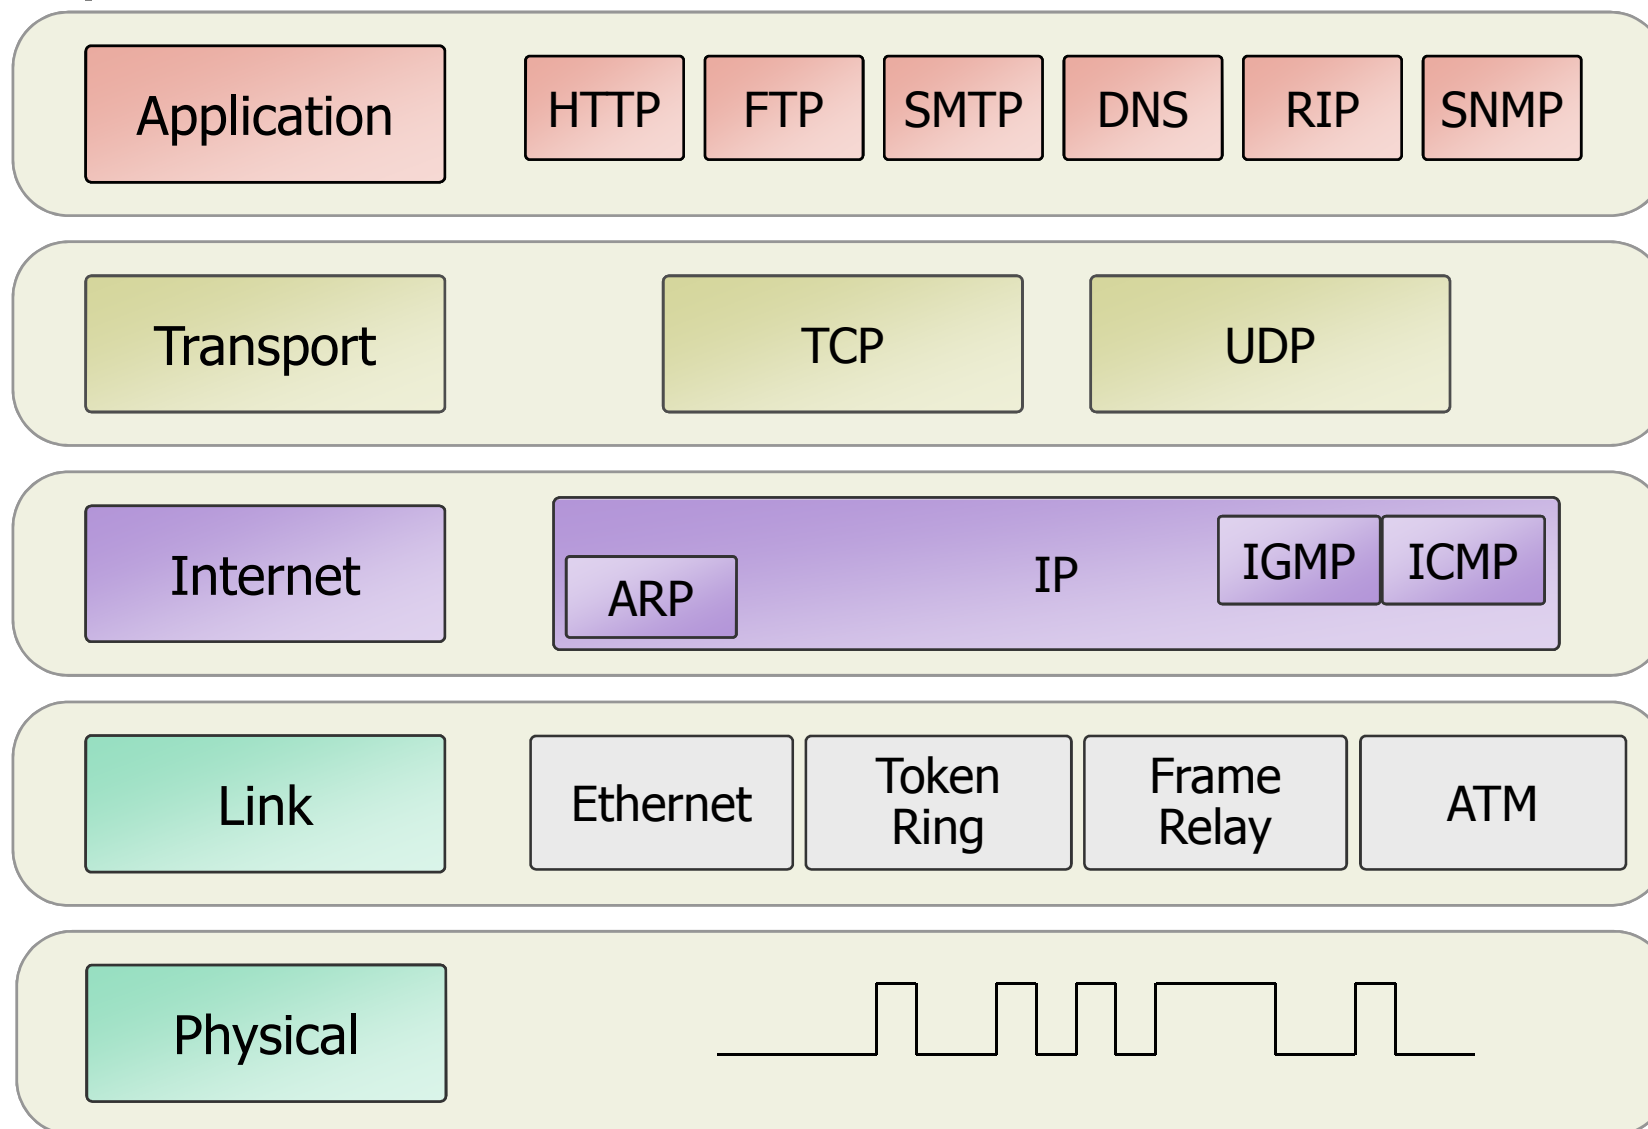 Application
HTTP
FTP
SMTP
DNS
RIP
SNMP
Transport
TCP
UDP
Internet
ARP
IP
IGMP
ICMP
Link
Ethernet
Token
Ring
Frame
Relay
ATM
Physical